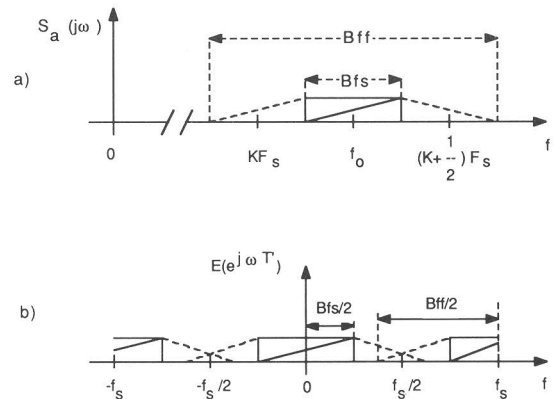 S_a (jω)
Bff
Bfs
a)
0
KF_s
f_o
(K+ 1/2) F_s
f
E(e^{jωT'})
b)
Bfs/2
Bff/2
-f_s
-f_s/2
0
f_s/2
f_s
f